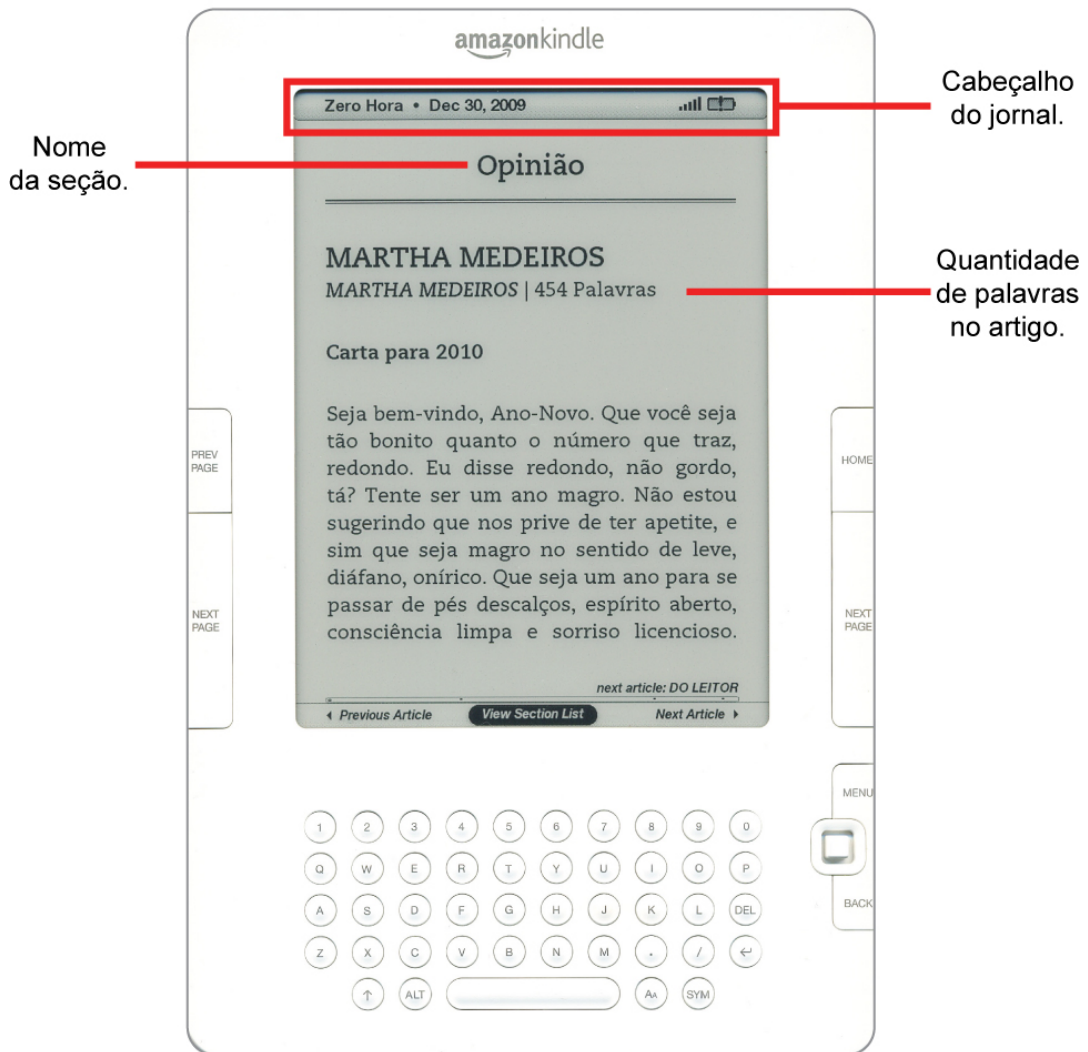 amazonkindle
Zero Hora • Dec 30, 2009
Cabeçalho
do jornal.
Nome
da seção.
Opinião
MARTHA MEDEIROS
MARTHA MEDEIROS | 454 Palavras
Quantidade
de palavras
no artigo.
Carta para 2010
Seja bem-vindo, Ano-Novo. Que você seja
tão bonito quanto o número que traz,
redondo. Eu disse redondo, não gordo,
tá? Tente ser um ano magro. Não estou
sugerindo que nos prive de ter apetite, e
sim que seja magro no sentido de leve,
diáfano, onírico. Que seja um ano para se
passar de pés descalços, espírito aberto,
consciência limpa e sorriso licencioso.
next article: DO LEITOR
Previous Article View Section List Next Article
PREV
PAGE
NEXT
PAGE
HOME
NEXT
PAGE
MENU
BACK
1 2 3 4 5 6 7 8 9 0
Q W E R T Y U I O P
A S D F G H J K L DEL
Z X C V B N M . / ↵
↑ ALT AA SYM